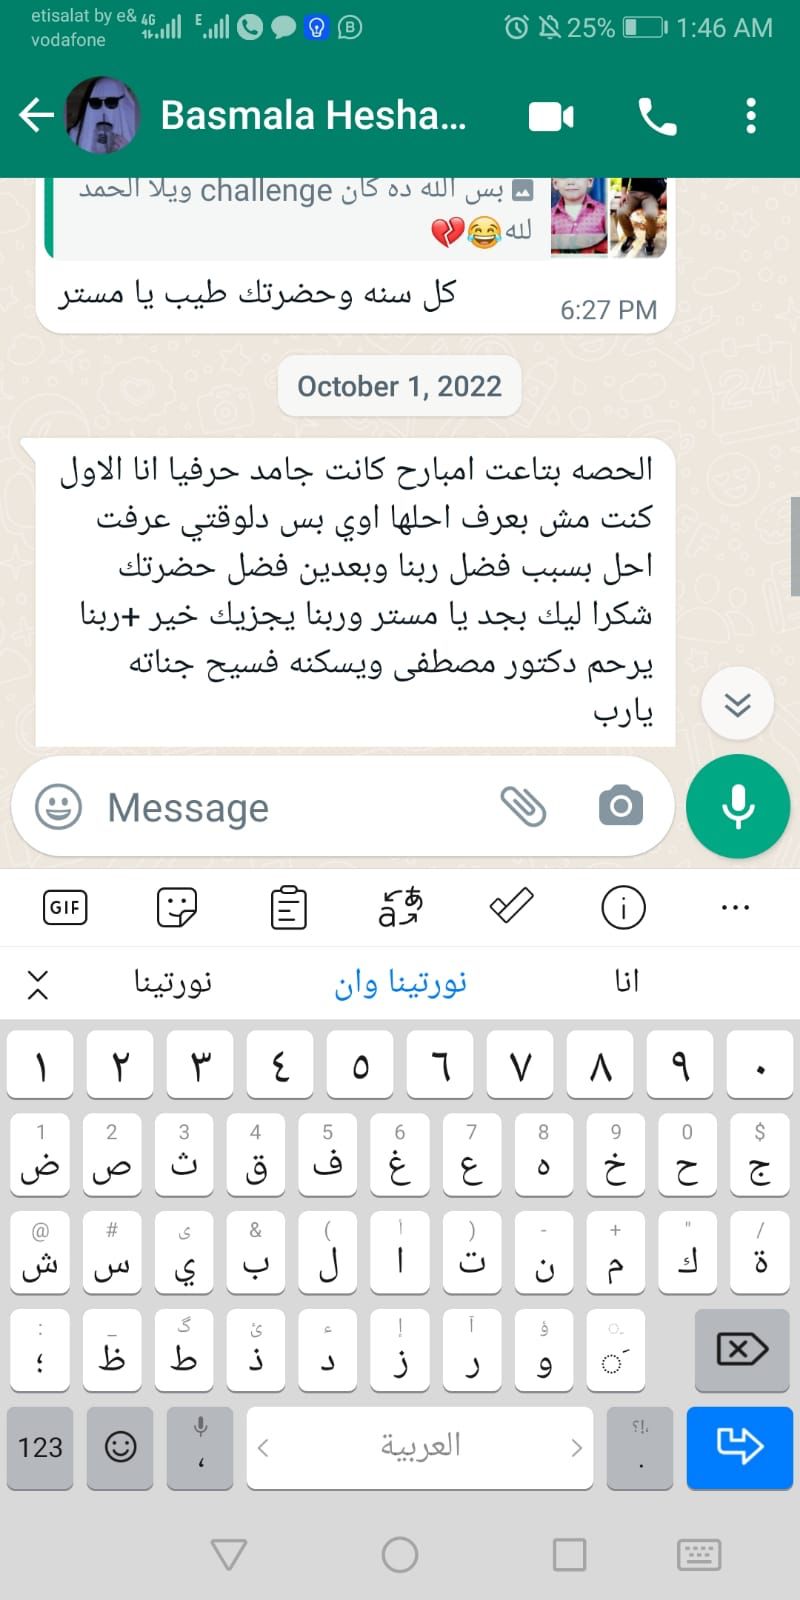 etisalat by e&
vodafone
4G
E
B
25%
1:46 AM
Basmala Hesha...
بس الله ده كان challenge ويلا الحمد
لله😂💔
كل سنه وحضرتك طيب يا مستر
6:27 PM
October 1, 2022
الحصه بتاعت امبارح كانت جامد حرفيا انا الاول
كنت مش بعرف احلها اوي بس دلوقتي عرفت
احل بسبب فضل ربنا وبعدين فضل حضرتك
شكرا ليك بجد يا مستر وربنا يجزيك خير +ربنا
يرحم دكتور مصطفى ويسكنه فسيح جناته
يارب
Message
GIF
نورتينا
نورتينا وان
انا
١ ٢ ٣ ٤ ٥ ٦ ٧ ٨ ٩ ٠
1 2 3 4 5 6 7 8 9 0 $
ض ص ث ق ف غ ع ه خ ح ج
@ # ى & ( أ ) - + " /
ش س ي ب ل ا ت ن م ك ة
: _ گ ئ ء إ آ ؤ
؛ ظ ط ذ د ز ر و
123
،
العربية
؟!،
.